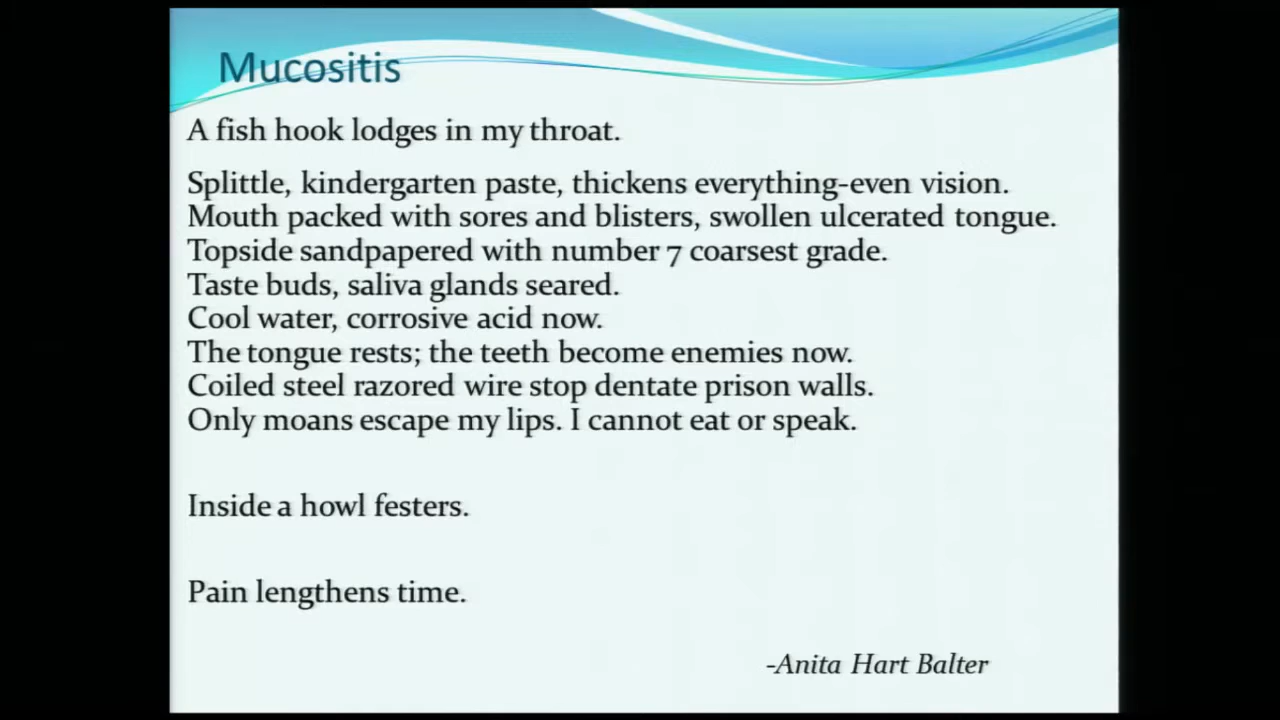 Mucositis
A fish hook lodges in my throat.
Splittle, kindergarten paste, thickens everything-even vision.
Mouth packed with sores and blisters, swollen ulcerated tongue.
Topside sandpapered with number 7 coarsest grade.
Taste buds, saliva glands seared.
Cool water, corrosive acid now.
The tongue rests; the teeth become enemies now.
Coiled steel razored wire stop dentate prison walls.
Only moans escape my lips. I cannot eat or speak.
Inside a howl festers.
Pain lengthens time.
-Anita Hart Balter